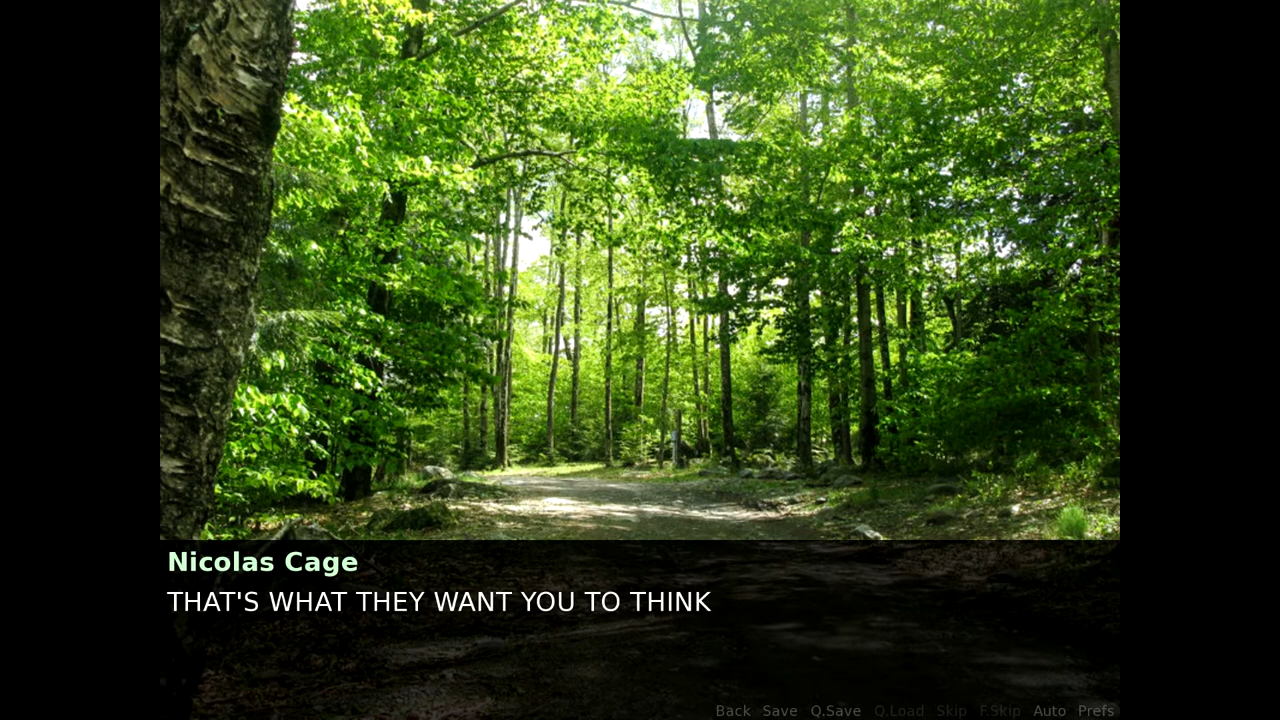 Nicolas Cage
THAT'S WHAT THEY WANT YOU TO THINK
Back Save Q.Save Q.Load Skip F.Skip Auto Prefs